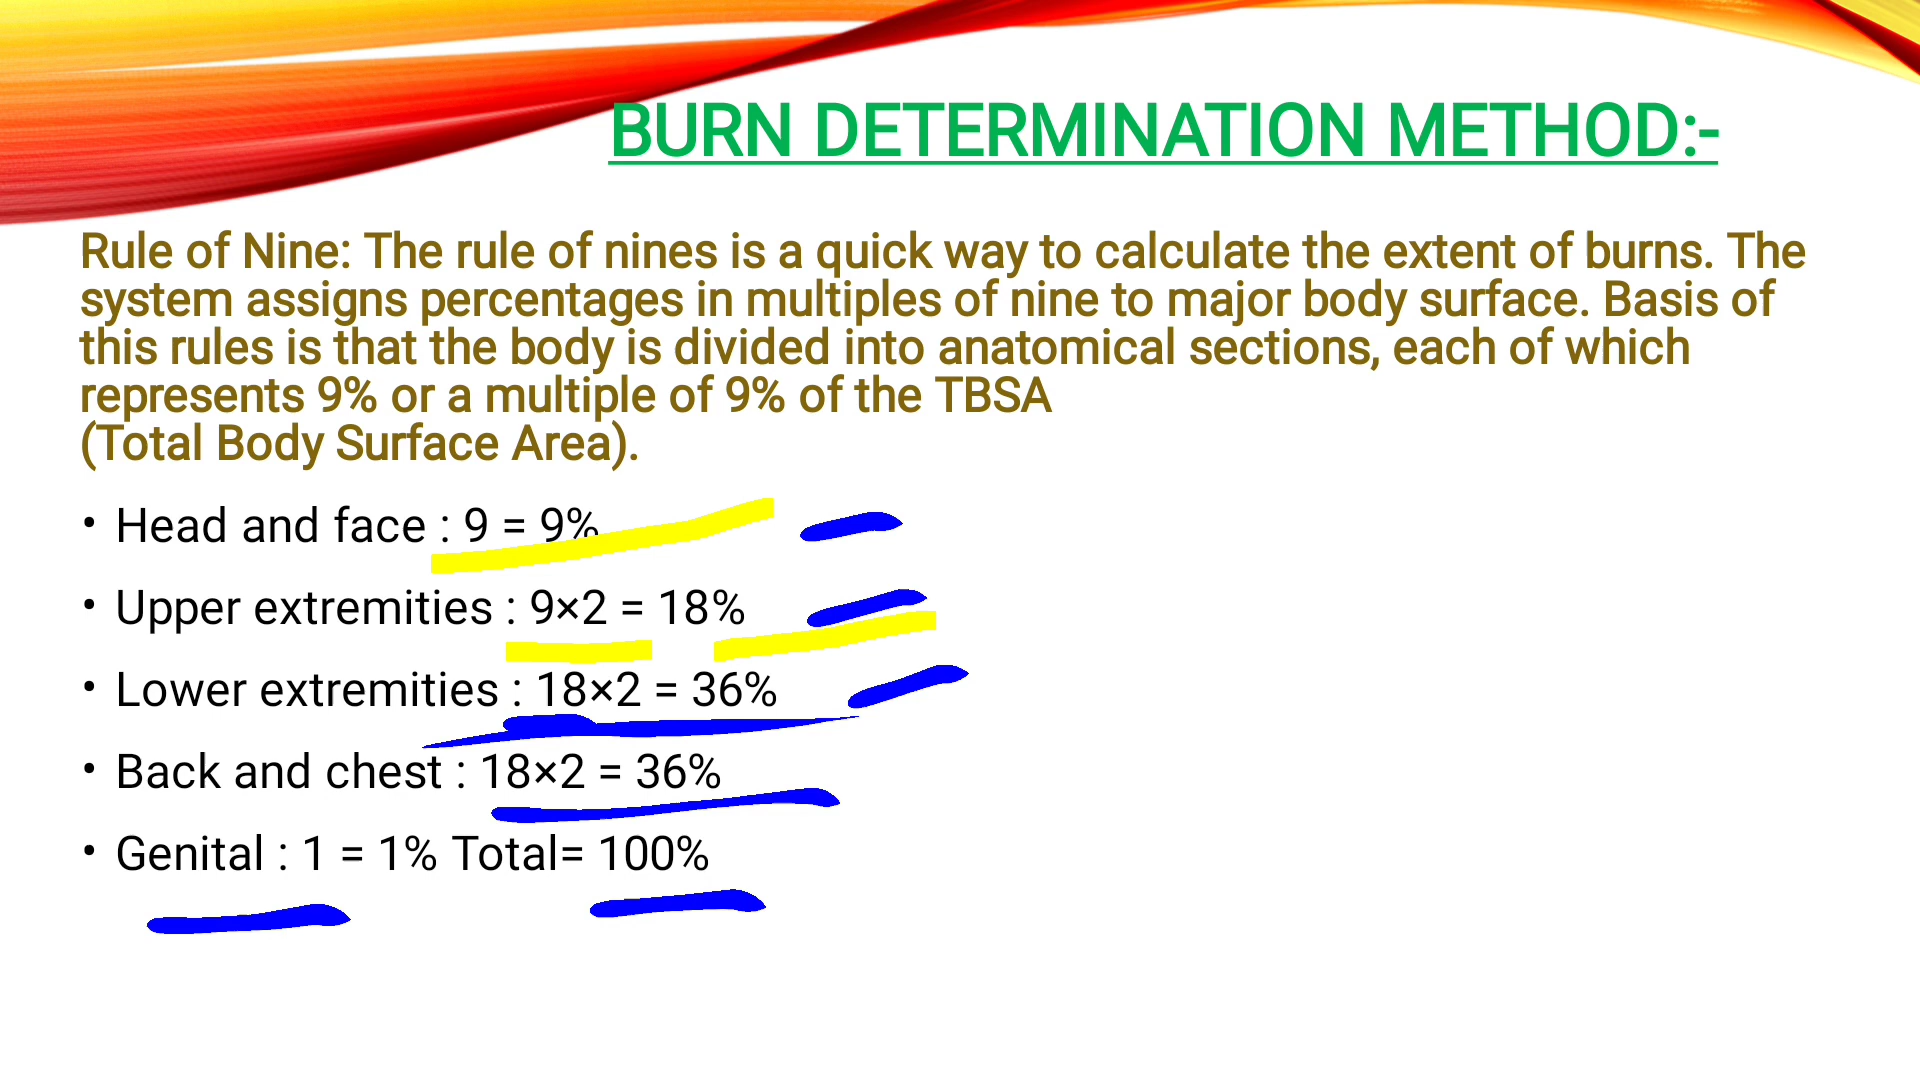 BURN DETERMINATION METHOD:-
Rule of Nine: The rule of nines is a quick way to calculate the extent of burns. The
system assigns percentages in multiples of nine to major body surface. Basis of
this rules is that the body is divided into anatomical sections, each of which
represents 9% or a multiple of 9% of the TBSA
(Total Body Surface Area).
• Head and face : 9 = 9%
• Upper extremities : 9×2 = 18%
• Lower extremities : 18×2 = 36%
• Back and chest : 18×2 = 36%
• Genital : 1 = 1% Total= 100%